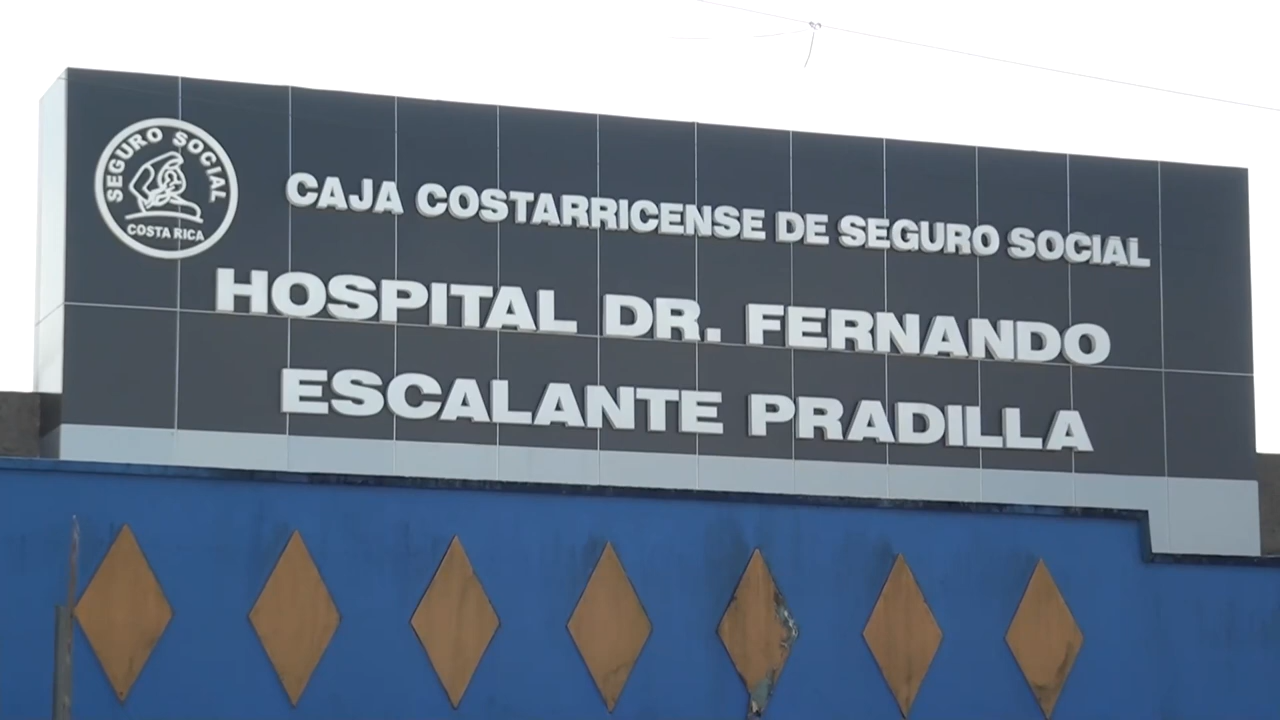 SEGURO SOCIAL
COSTA RICA
CAJA COSTARRICENSE DE SEGURO SOCIAL
HOSPITAL DR. FERNANDO
ESCALANTE PRADILLA